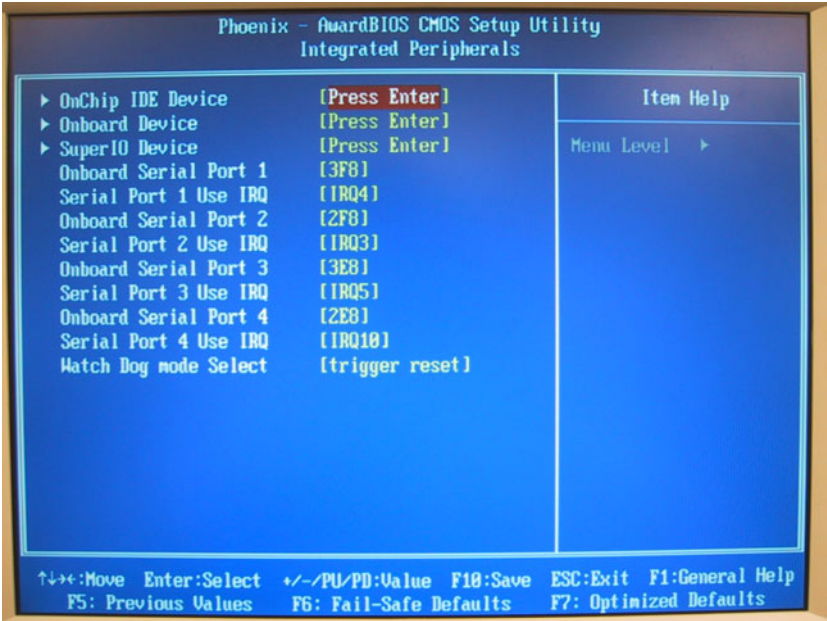 Phoenix - AwardBIOS CMOS Setup Utility
Integrated Peripherals
▶ OnChip IDE Device [Press Enter]
▶ Onboard Device [Press Enter]
▶ SuperIO Device [Press Enter]
Onboard Serial Port 1 [3F8]
Serial Port 1 Use IRQ [IRQ4]
Onboard Serial Port 2 [2F8]
Serial Port 2 Use IRQ [IRQ3]
Onboard Serial Port 3 [3E8]
Serial Port 3 Use IRQ [IRQ5]
Onboard Serial Port 4 [2E8]
Serial Port 4 Use IRQ [IRQ10]
Watch Dog mode Select [trigger reset]
Item Help
Menu Level ▶
↑↓→←:Move Enter:Select +/-/PU/PD:Value F10:Save ESC:Exit F1:General Help
F5: Previous Values F6: Fail-Safe Defaults F7: Optimized Defaults